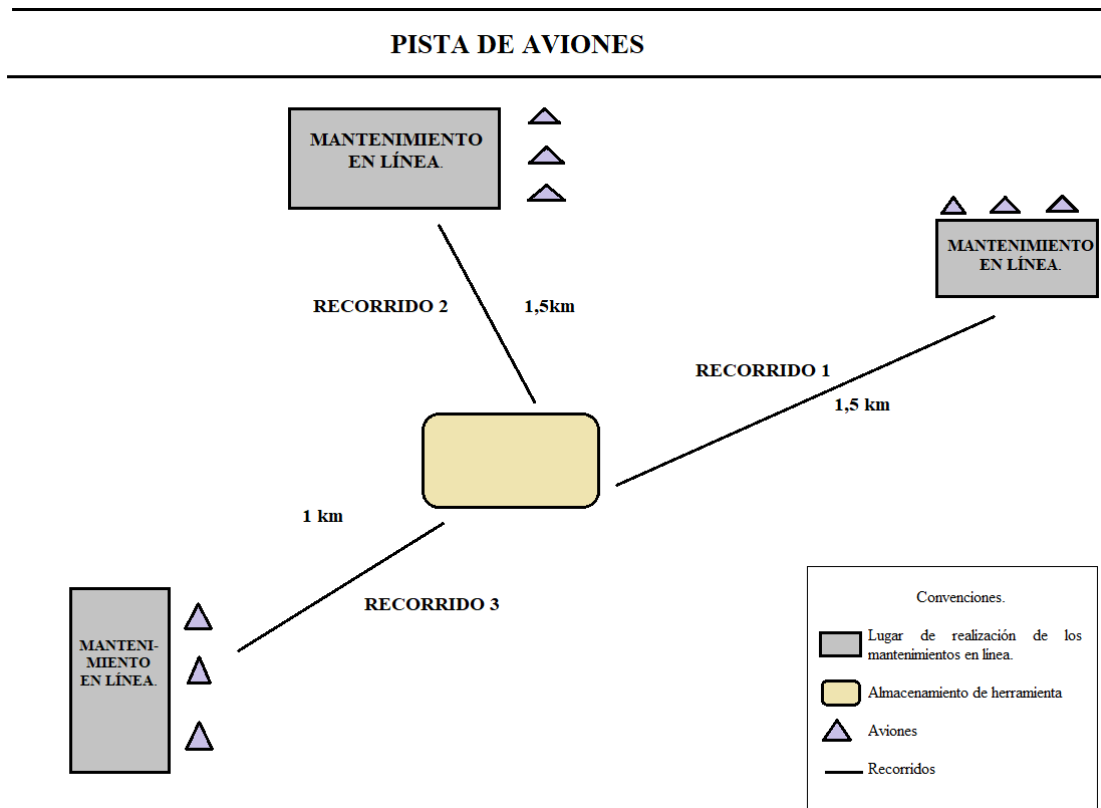 PISTA DE AVIONES
MANTENIMIENTO
EN LÍNEA.
MANTENIMIENTO
EN LÍNEA.
RECORRIDO 2
1,5km
RECORRIDO 1
1,5 km
1 km
RECORRIDO 3
MANTENI-
MIENTO
EN LÍNEA.
Convenciones.
Lugar de realización de los
mantenimientos en línea.
Almacenamiento de herramienta
Aviones
Recorridos